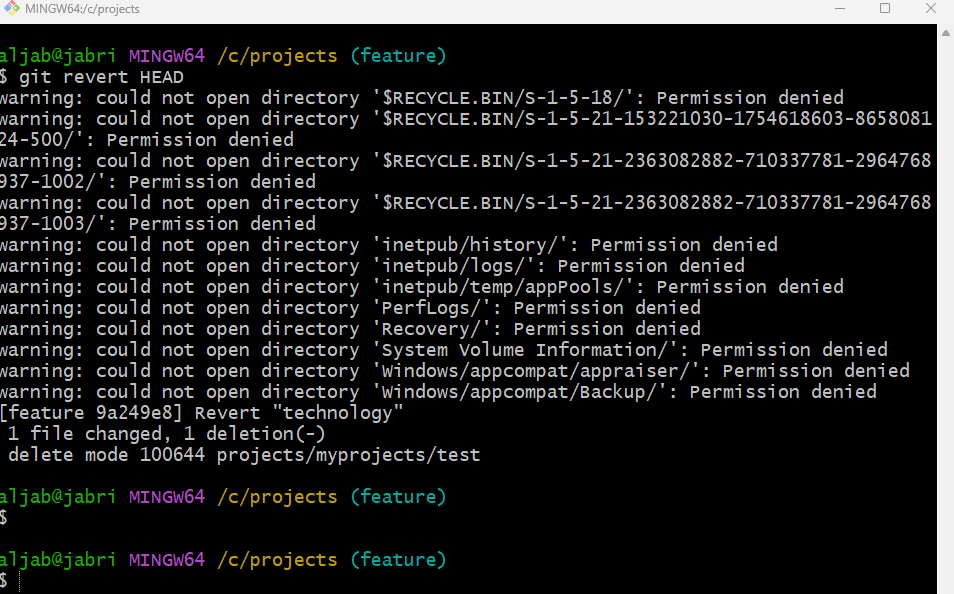 MINGW64:/c/projects
aljab@jabri MINGW64 /c/projects (feature)
$ git revert HEAD
warning: could not open directory '$RECYCLE.BIN/S-1-5-18/': Permission denied
warning: could not open directory '$RECYCLE.BIN/S-1-5-21-153221030-1754618603-8658081
24-500/': Permission denied
warning: could not open directory '$RECYCLE.BIN/S-1-5-21-2363082882-710337781-2964768
937-1002/': Permission denied
warning: could not open directory '$RECYCLE.BIN/S-1-5-21-2363082882-710337781-2964768
937-1003/': Permission denied
warning: could not open directory 'inetpub/history/': Permission denied
warning: could not open directory 'inetpub/logs/': Permission denied
warning: could not open directory 'inetpub/temp/appPools/': Permission denied
warning: could not open directory 'PerfLogs/': Permission denied
warning: could not open directory 'Recovery/': Permission denied
warning: could not open directory 'System Volume Information/': Permission denied
warning: could not open directory 'Windows/appcompat/appraiser/': Permission denied
warning: could not open directory 'Windows/appcompat/Backup/': Permission denied
[feature 9a249e8] Revert "technology"
1 file changed, 1 deletion(-)
delete mode 100644 projects/myprojects/test
aljab@jabri MINGW64 /c/projects (feature)
$
aljab@jabri MINGW64 /c/projects (feature)
$